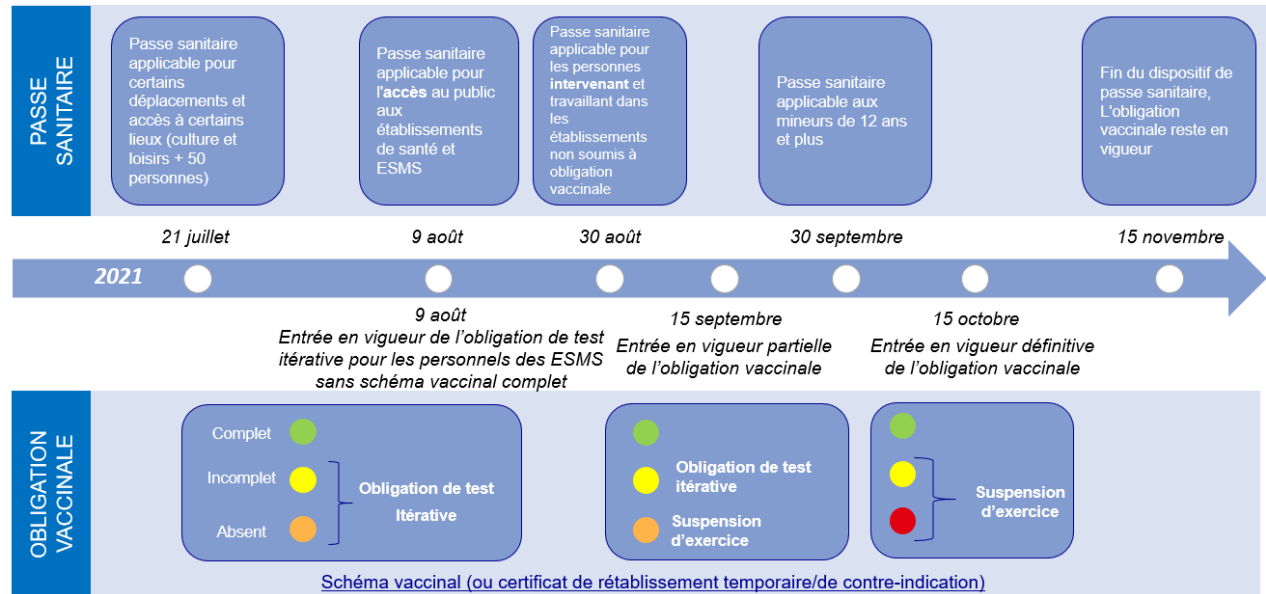 PASSE
SANITAIRE
Passe sanitaire
applicable pour
certains
déplacements et
accès à certains
lieux (culture et
loisirs + 50
personnes)
Passe sanitaire
applicable pour
l'accès au public
aux
établissements
de santé et
ESMS
Passe sanitaire
applicable pour
les personnes
intervenant et
travaillant dans
les
établissements
non soumis à
obligation
vaccinale
Passe sanitaire
applicable aux
mineurs de 12 ans
et plus
Fin du dispositif de
passe sanitaire,
L'obligation
vaccinale reste en
vigueur
21 juillet
9 août
30 août
30 septembre
15 novembre
2021
9 août
Entrée en vigueur de l'obligation de test
itérative pour les personnels des ESMS
sans schéma vaccinal complet
15 septembre
Entrée en vigueur partielle
de l'obligation vaccinale
15 octobre
Entrée en vigueur définitive
de l'obligation vaccinale
OBLIGATION
VACCINALE
Complet
Incomplet
Absent
Obligation de test
Itérative
Obligation de test
itérative
Suspension
d'exercice
Suspension
d'exercice
Schéma vaccinal (ou certificat de rétablissement temporaire/de contre-indication)